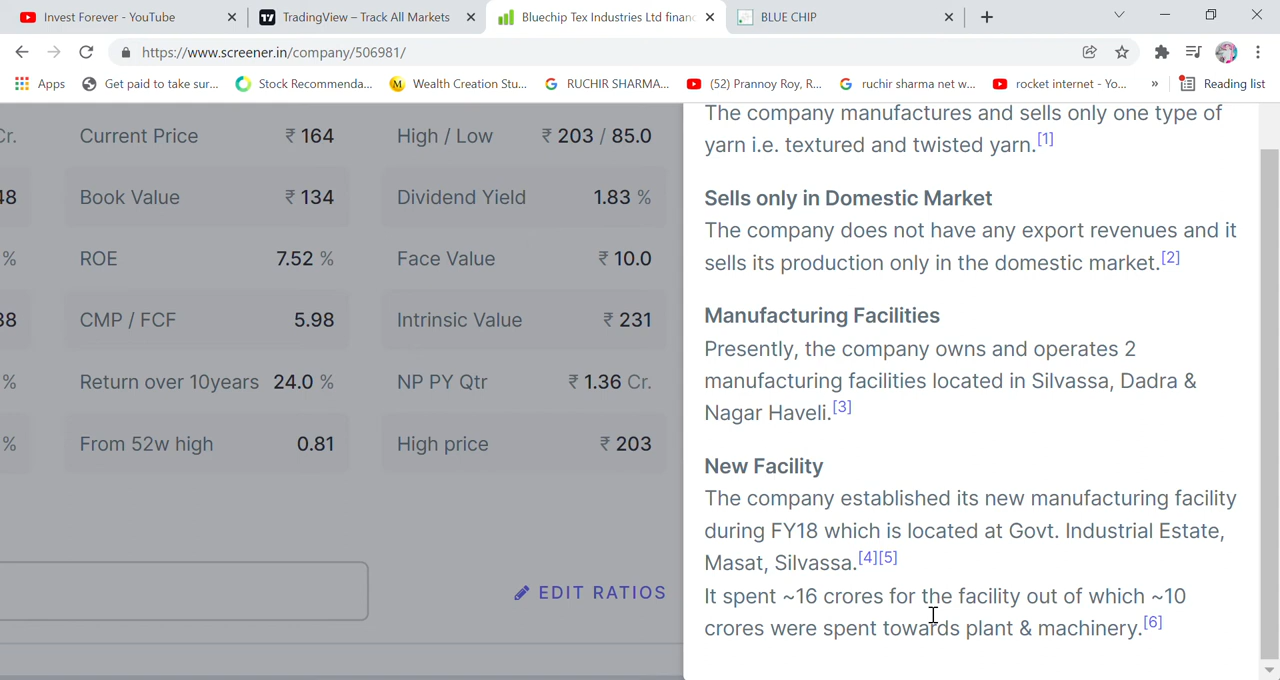 Invest Forever - YouTube
TradingView – Track All Markets
Bluechip Tex Industries Ltd financ
BLUE CHIP
https://www.screener.in/company/506981/
Apps
Get paid to take sur...
Stock Recommenda...
Wealth Creation Stu...
RUCHIR SHARMA...
(52) Prannoy Roy, R...
ruchir sharma net w...
rocket internet - Yo...
»
Reading list
Cr. Current Price ₹ 164 High / Low ₹ 203 / 85.0
48 Book Value ₹ 134 Dividend Yield 1.83 %
% ROE 7.52 % Face Value ₹ 10.0
38 CMP / FCF 5.98 Intrinsic Value ₹ 231
% Return over 10years 24.0 % NP PY Qtr ₹ 1.36 Cr.
% From 52w high 0.81 High price ₹ 203
EDIT RATIOS
The company manufactures and sells only one type of
yarn i.e. textured and twisted yarn.[1]
Sells only in Domestic Market
The company does not have any export revenues and it
sells its production only in the domestic market.[2]
Manufacturing Facilities
Presently, the company owns and operates 2
manufacturing facilities located in Silvassa, Dadra &
Nagar Haveli.[3]
New Facility
The company established its new manufacturing facility
during FY18 which is located at Govt. Industrial Estate,
Masat, Silvassa.[4][5]
It spent ~16 crores for the facility out of which ~10
crores were spent towards plant & machinery.[6]